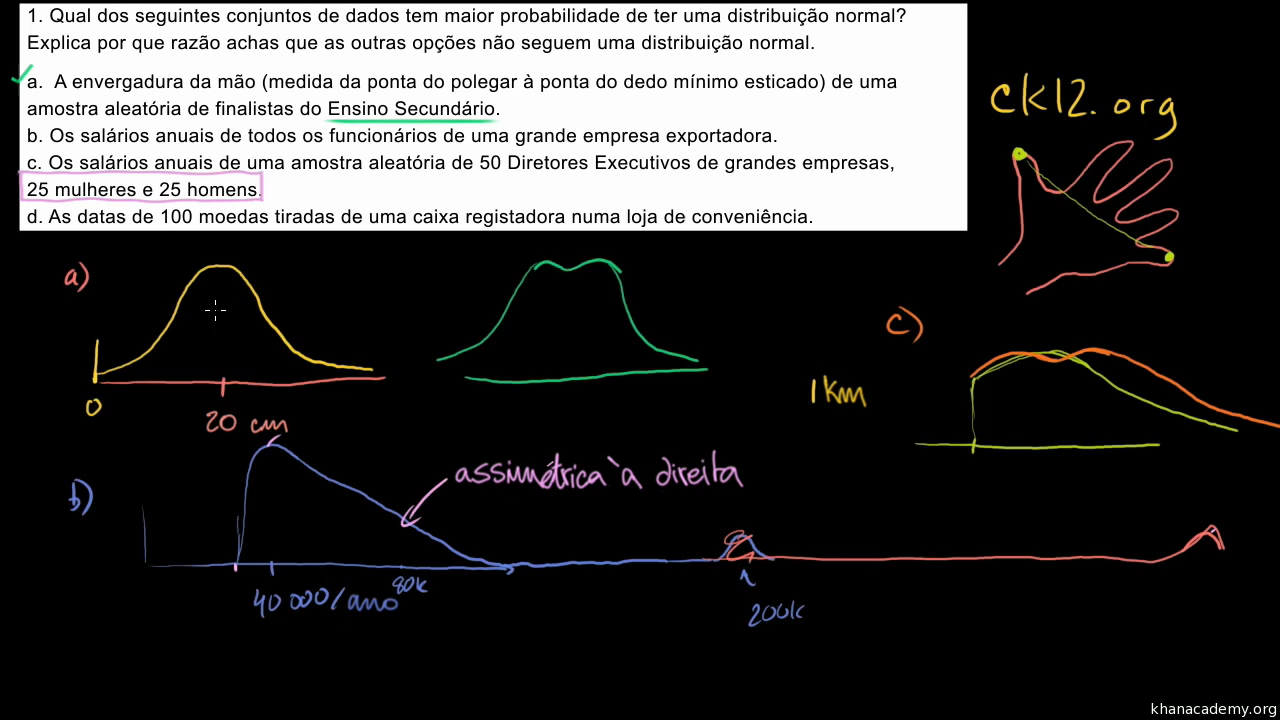 1. Qual dos seguintes conjuntos de dados tem maior probabilidade de ter uma distribuição normal?
Explica por que razão achas que as outras opções não seguem uma distribuição normal.
a. A envergadura da mão (medida da ponta do polegar à ponta do dedo mínimo esticado) de uma
amostra aleatória de finalistas do Ensino Secundário.
b. Os salários anuais de todos os funcionários de uma grande empresa exportadora.
c. Os salários anuais de uma amostra aleatória de 50 Diretores Executivos de grandes empresas,
25 mulheres e 25 homens.
d. As datas de 100 moedas tiradas de uma caixa registadora numa loja de conveniência.
ck12.org
a)
0
20 cm
c)
1 km
b)
assimétrica à direita
40 000/ano
80k
200k
khanacademy.org